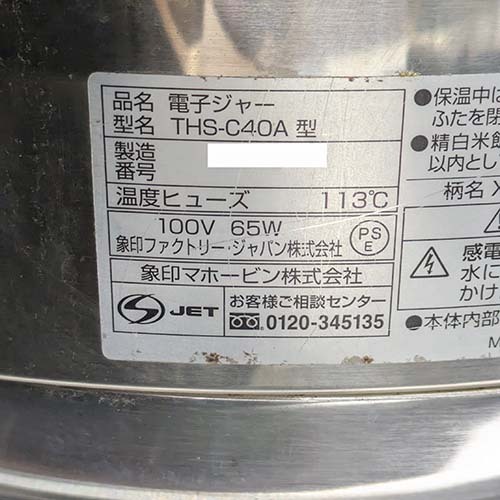 品名 電子ジャー
型名 THS-C40A 型
製造
番号
温度ヒューズ 113℃
100V 65W
象印ファクトリー・ジャパン株式会社
PS
E
象印マホービン株式会社
JET
お客様ご相談センター
0120-345135
●保温中は
ふたを閉
●精白米飯
以内とし
柄名 X
感電
水に
かけ
●本体内部
M